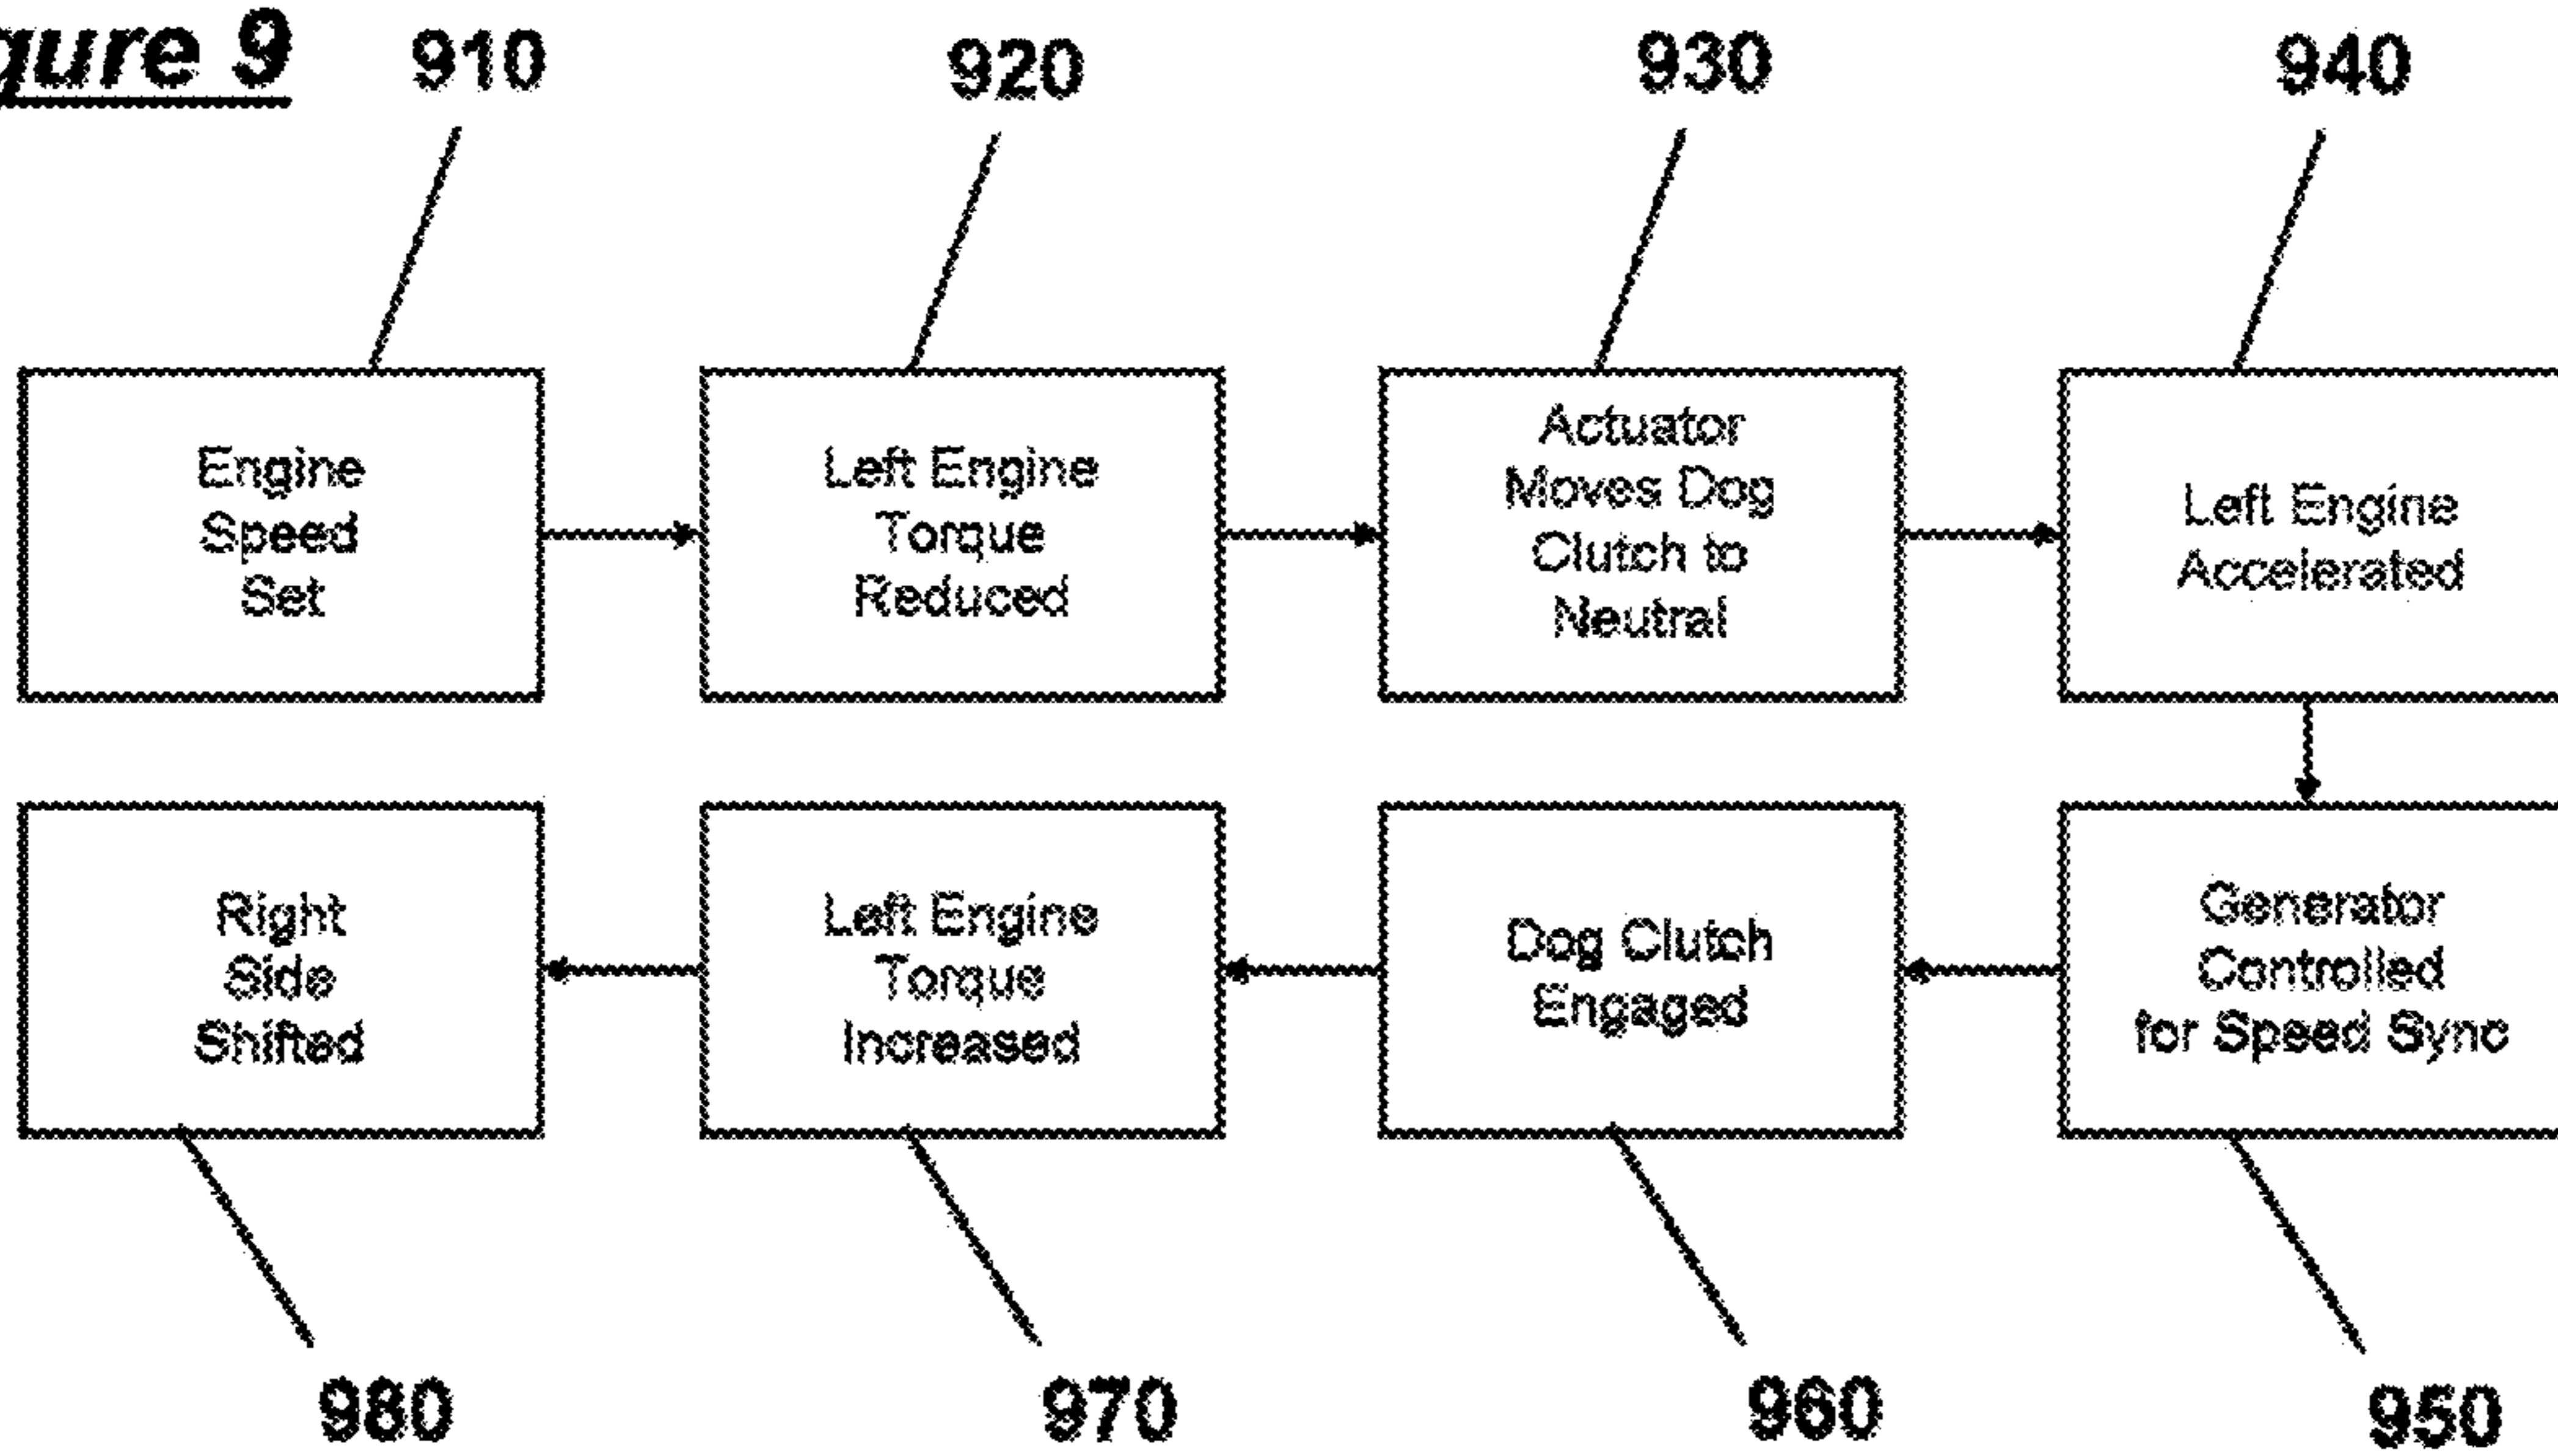 gure 9
910
920
930
940
Engine
Speed
Set
Left Engine
Torque
Reduced
Actuator
Moves Dog
Clutch to
Neutral
Left Engine
Accelerated
Right
Side
Shifted
Left Engine
Torque
Increased
Dog Clutch
Engaged
Generator
Controlled
for Speed Sync
980
970
960
950